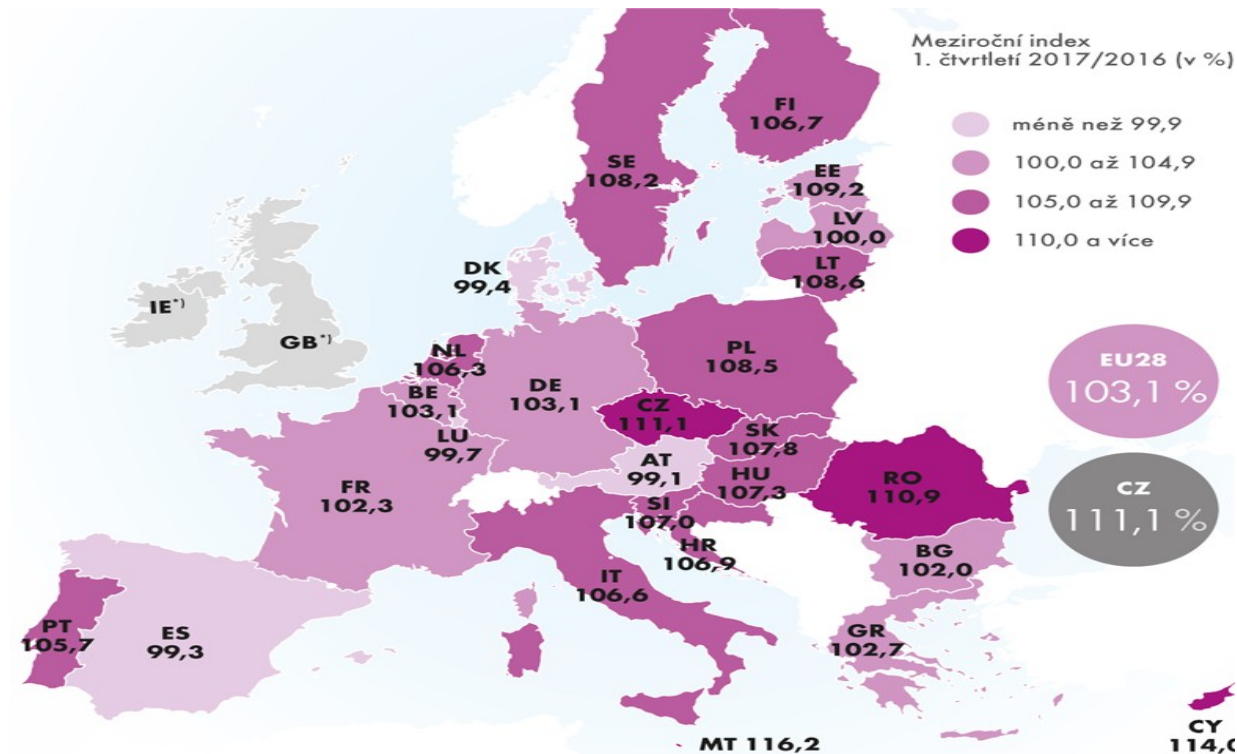 Meziroční index
1. čtvrtletí 2017/2016 (v %)
méně než 99,9
100,0 až 104,9
105,0 až 109,9
110,0 a více
FI
106,7
SE
108,2
EE
109,2
LV
100,0
LT
108,6
DK
99,4
IE*)
GB*)
NL
106,3
PL
108,5
BE
103,1
DE
103,1
CZ
111,1
LU
99,7
SK
107,8
AT
99,1
HU
107,3
FR
102,3
SI
107,0
RO
110,9
HR
106,9
BG
102,0
IT
106,6
PT
105,7
ES
99,3
GR
102,7
MT 116,2
CY
114,0
EU28
103,1 %
CZ
111,1 %